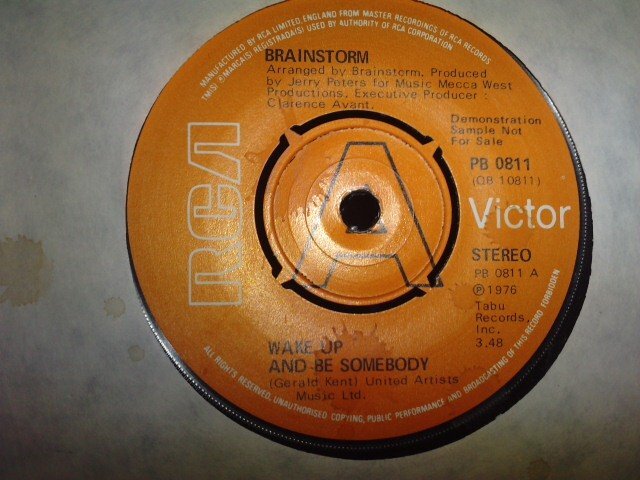 MANUFACTURED BY RCA LIMITED, ENGLAND FROM MASTER RECORDINGS OF RCA RECORDS
TM(S) ® MARCA(S) REGISTRADA(S) USED BY AUTHORITY OF RCA CORPORATION
BRAINSTORM
Arranged by Brainstorm. Produced
by Jerry Peters for Music Mecca West
Productions. Executive Producer :
Clarence Avant.
Demonstration
Sample Not
For Sale
PB 0811
(QB 10811)
RCA
A
Victor
STEREO
PB 0811 A
℗ 1976
Tabu
Records,
Inc.
3.48
WAKE UP
AND BE SOMEBODY
(Gerald Kent) United Artists
Music Ltd.
ALL RIGHTS RESERVED, UNAUTHORISED COPYING, PUBLIC PERFORMANCE AND BROADCASTING OF THIS RECORD FORBIDDEN